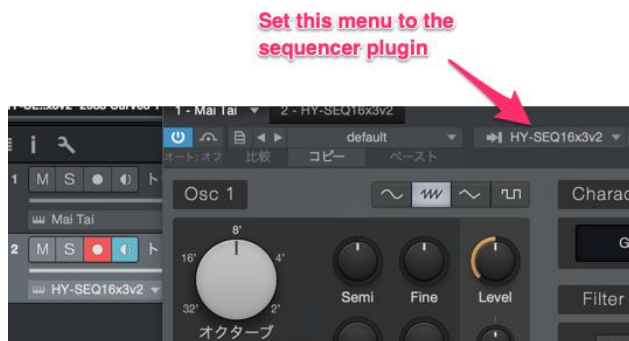 Set this menu to the
sequencer plugin
1 - Mai Tai
2 - HY-SEQ16x3v2
default
HY-SEQ16x3v2
オート:オフ
比較
コピー
ペースト
1 M S
Mai Tai
2 M S
HY-SEQ16x3v2
Osc 1
Charac
G
8'
16'
4'
32'
2'
オクターブ
Semi
Fine
Level
Filter